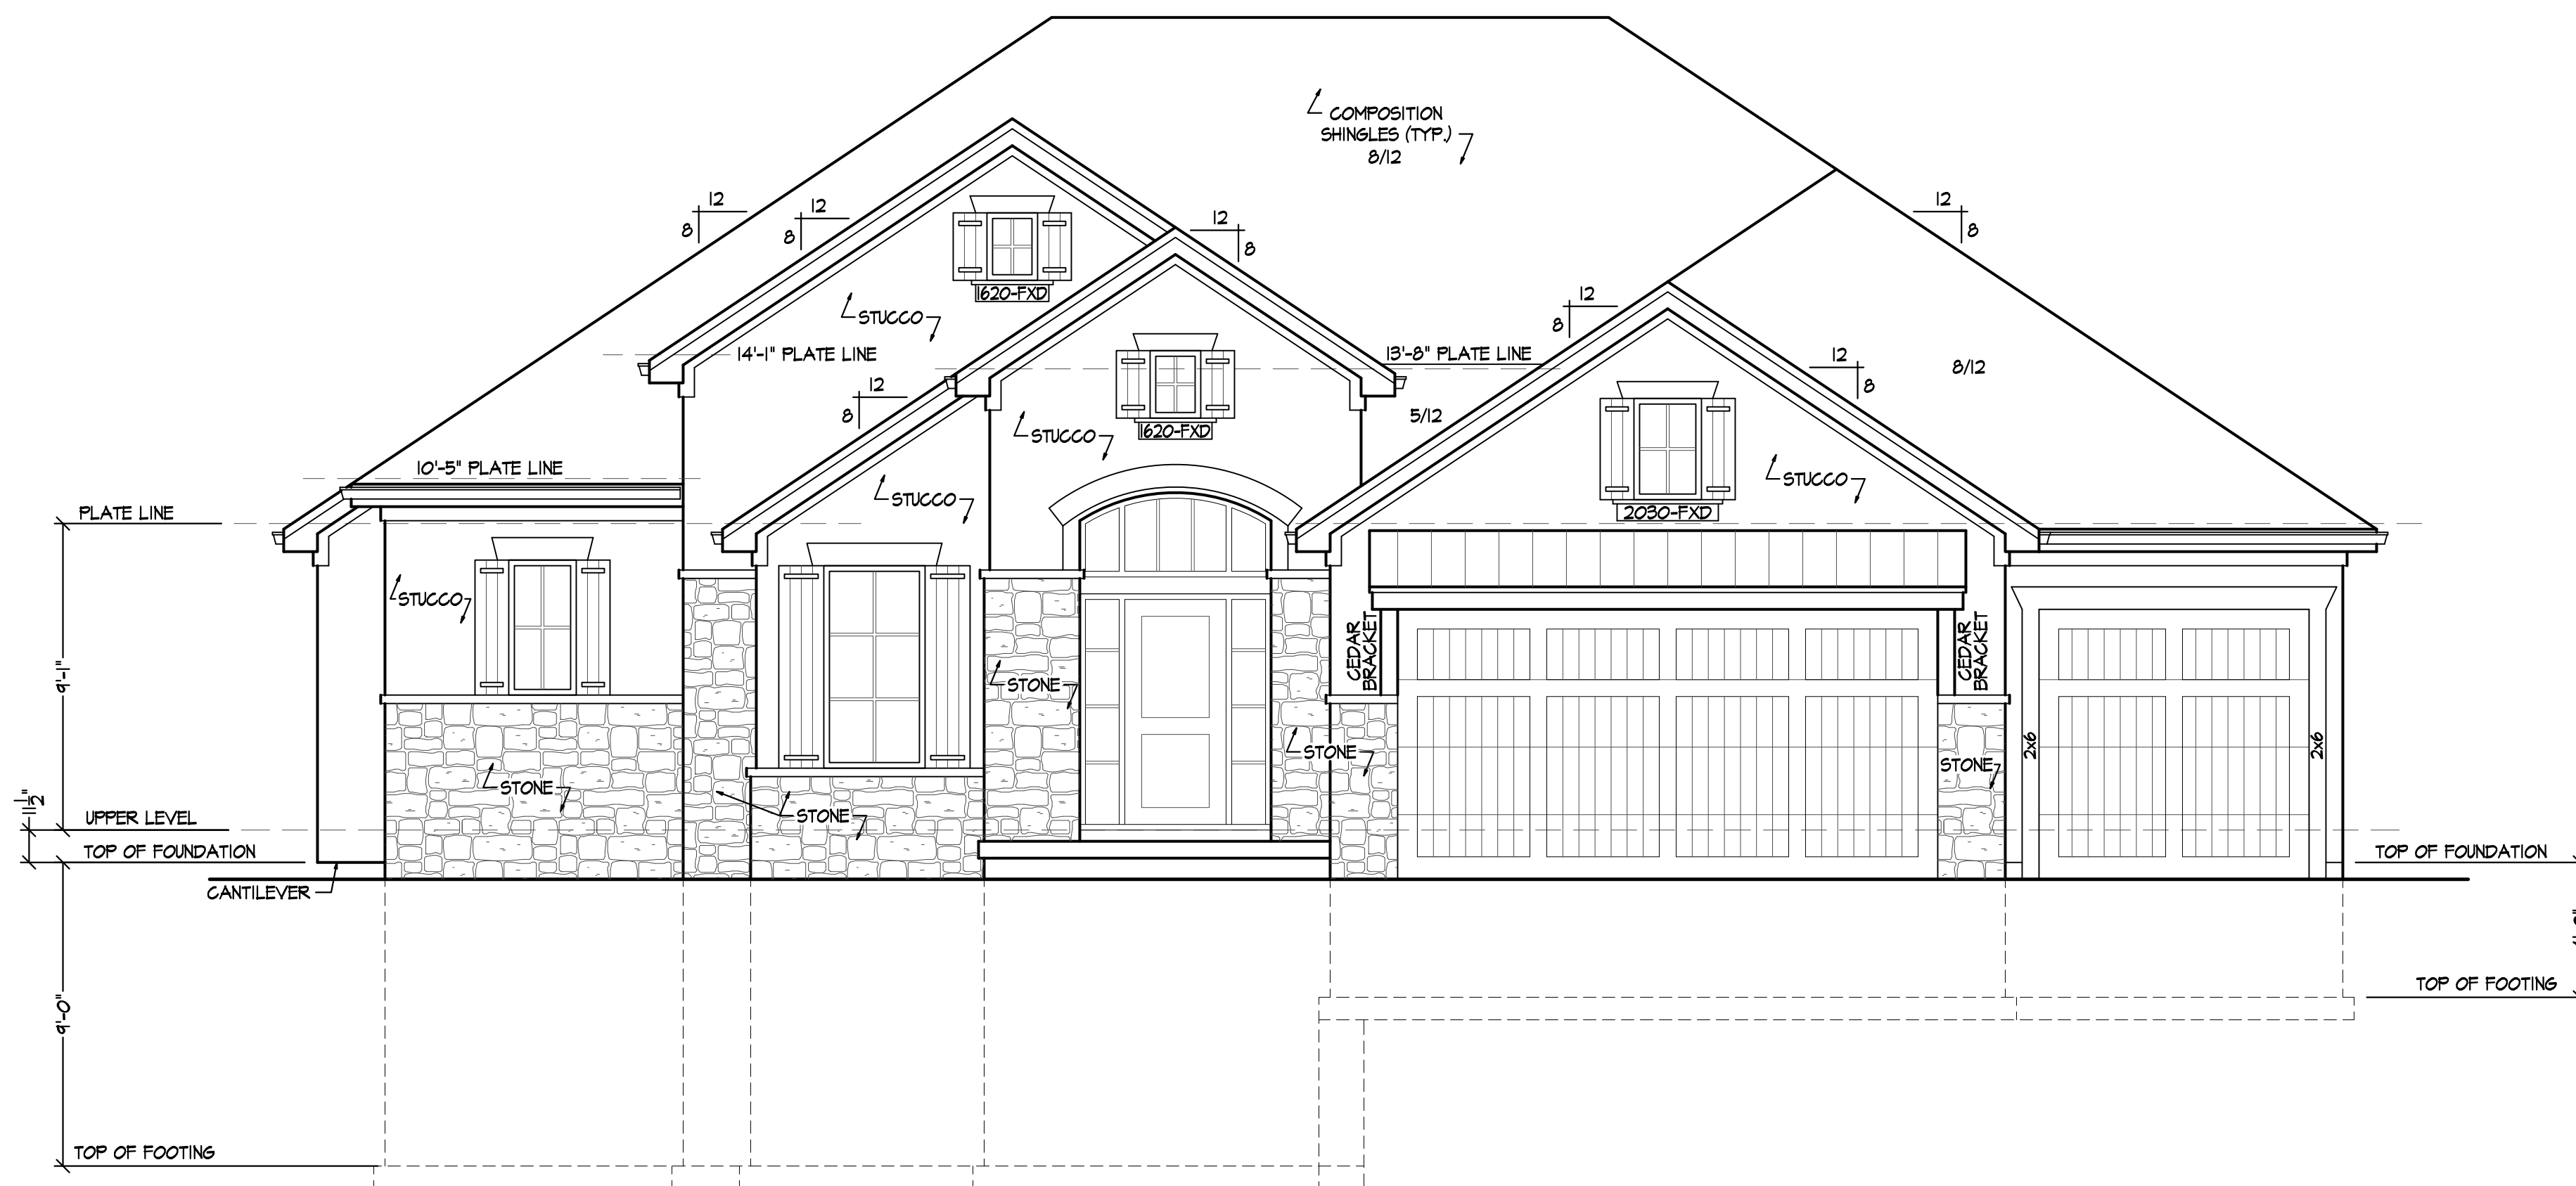 COMPOSITION
SHINGLES (TYP.)
8/12
12
8
12
8
12
8
12
8
1620-FXD
STUCCO
14'-1" PLATE LINE
12
8
13'-8" PLATE LINE
12
8
8/12
12
8
5/12
1620-FXD
STUCCO
10'-5" PLATE LINE
STUCCO
STUCCO
PLATE LINE
2030-FXD
STUCCO
CEDAR
BRACKET
CEDAR
BRACKET
9'-1"
STONE
STONE
2x6
2x6
STONE
STONE
STONE
11 1/2"
UPPER LEVEL
TOP OF FOUNDATION
TOP OF FOUNDATION
CANTILEVER
TOP OF FOOTING
9'-0"
TOP OF FOOTING